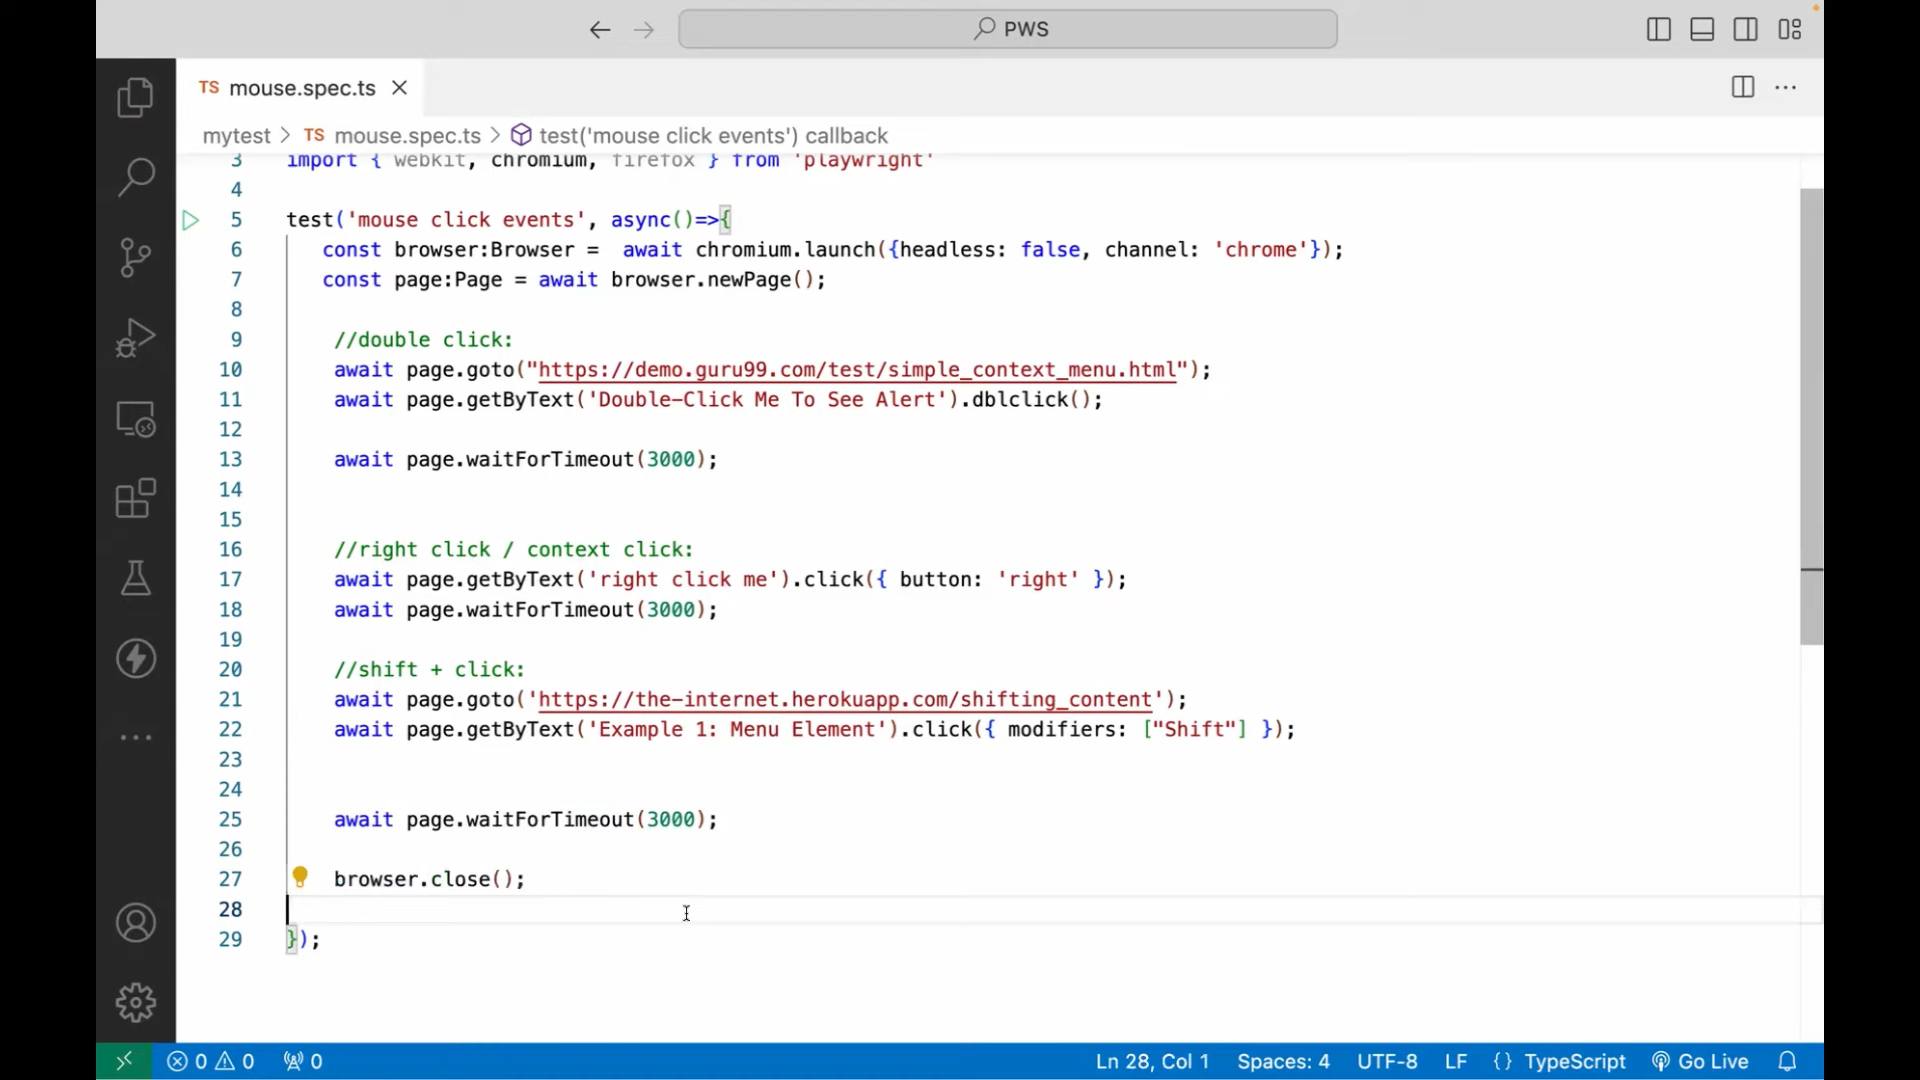 PWS
TS mouse.spec.ts
mytest > TS mouse.spec.ts > test('mouse click events') callback
3 import { webkit, chromium, firefox } from 'playwright'
4
5 test('mouse click events', async()=>{
6 const browser:Browser =  await chromium.launch({headless: false, channel: 'chrome'});
7 const page:Page = await browser.newPage();
8
9 //double click:
10 await page.goto("https://demo.guru99.com/test/simple_context_menu.html");
11 await page.getByText('Double-Click Me To See Alert').dblclick();
12
13 await page.waitForTimeout(3000);
14
15
16 //right click / context click:
17 await page.getByText('right click me').click({ button: 'right' });
18 await page.waitForTimeout(3000);
19
20 //shift + click:
21 await page.goto('https://the-internet.herokuapp.com/shifting_content');
22 await page.getByText('Example 1: Menu Element').click({ modifiers: ["Shift"] });
23
24
25 await page.waitForTimeout(3000);
26
27 browser.close();
28
29 });
0 0 0 Ln 28, Col 1 Spaces: 4 UTF-8 LF {} TypeScript Go Live